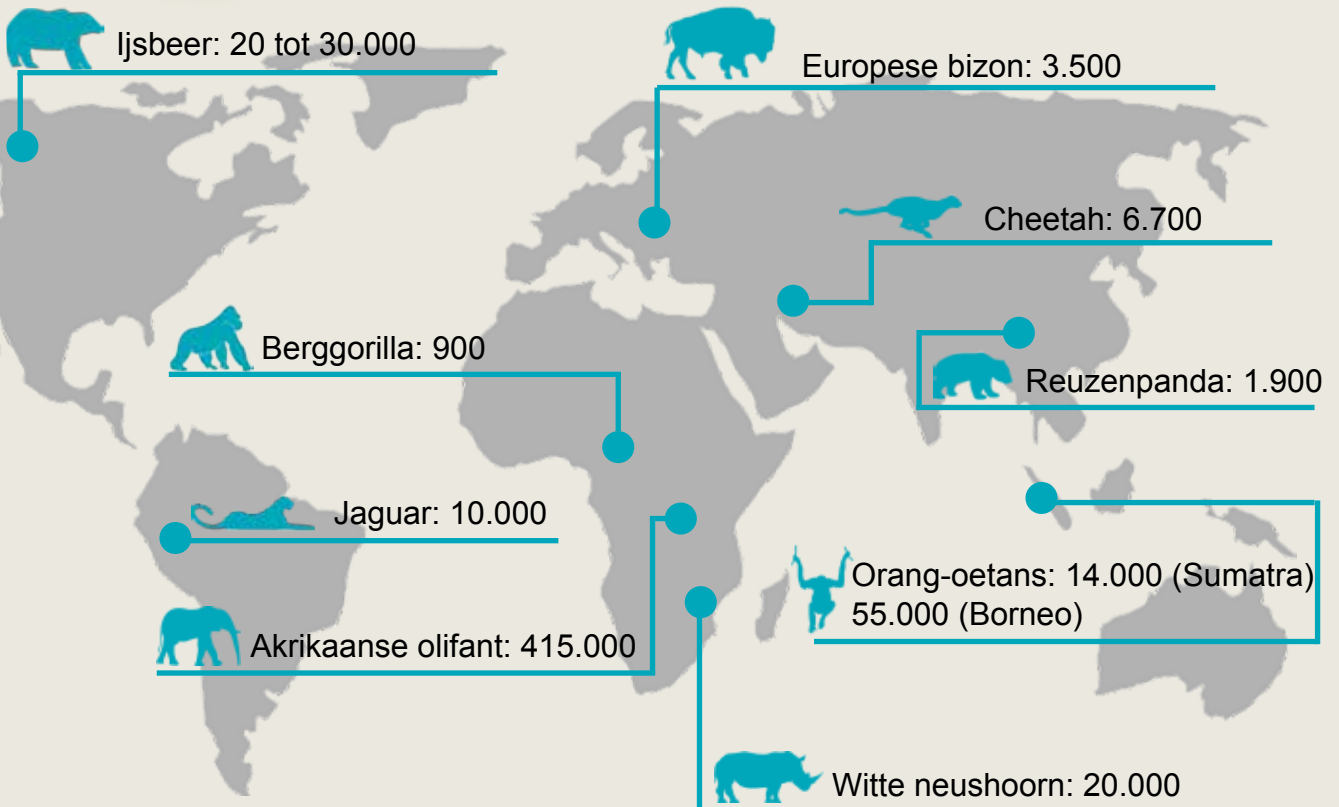 Ijsbeer: 20 tot 30.000
Europese bizon: 3.500
Cheetah: 6.700
Berggorilla: 900
Reuzenpanda: 1.900
Jaguar: 10.000
Orang-oetans: 14.000 (Sumatra)
55.000 (Borneo)
Akrikaanse olifant: 415.000
Witte neushoorn: 20.000